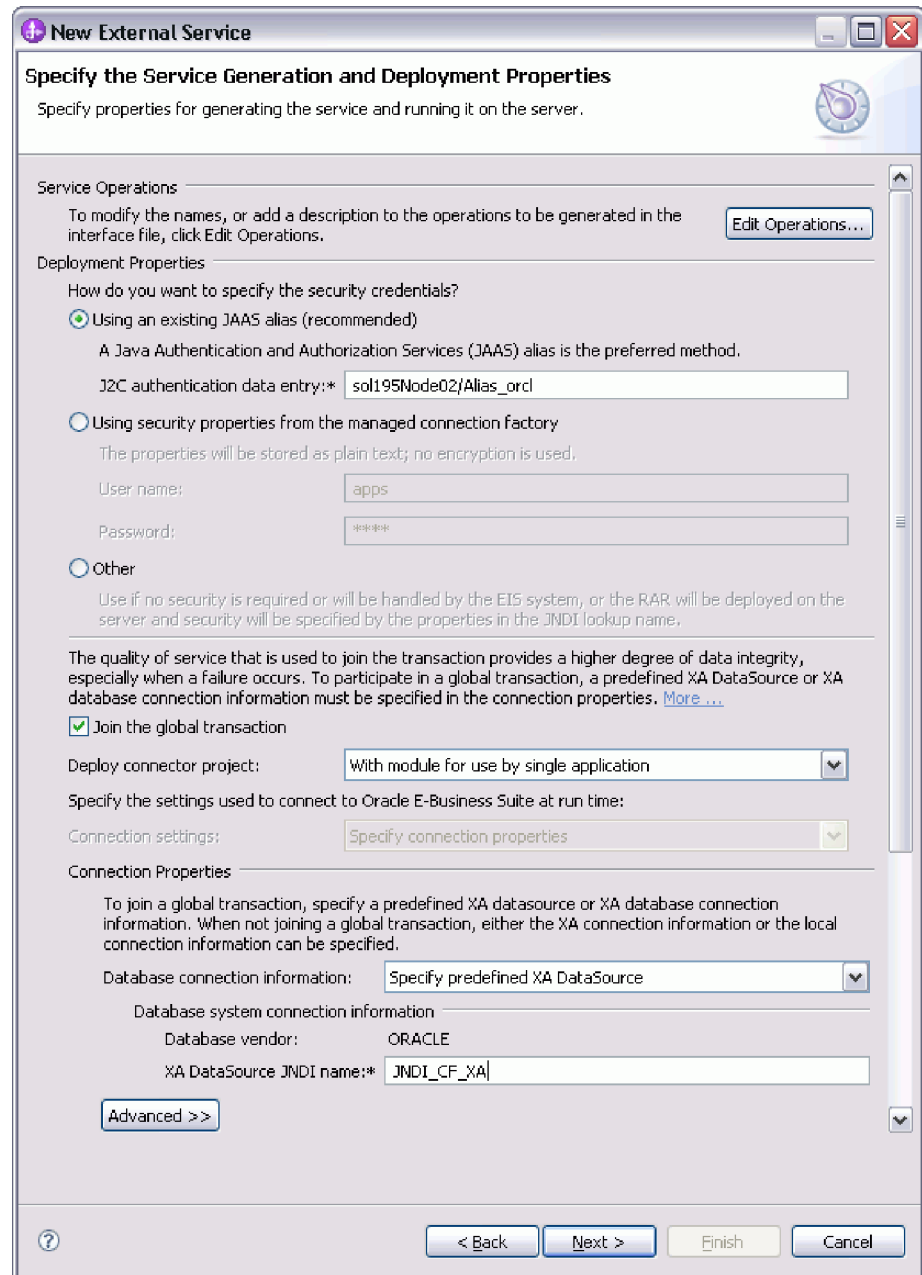 New External Service
Specify the Service Generation and Deployment Properties
Specify properties for generating the service and running it on the server.
Service Operations
To modify the names, or add a description to the operations to be generated in the
interface file, click Edit Operations.
Edit Operations...
Deployment Properties
How do you want to specify the security credentials?
Using an existing JAAS alias (recommended)
A Java Authentication and Authorization Services (JAAS) alias is the preferred method.
J2C authentication data entry:* sol195Node02/Alias_orcl
Using security properties from the managed connection factory
The properties will be stored as plain text; no encryption is used.
User name: apps
Password: ****
Other
Use if no security is required or will be handled by the EIS system, or the RAR will be deployed on the
server and security will be specified by the properties in the JNDI lookup name.
The quality of service that is used to join the transaction provides a higher degree of data integrity,
especially when a failure occurs. To participate in a global transaction, a predefined XA DataSource or XA
database connection information must be specified in the connection properties. More ...
Join the global transaction
Deploy connector project: With module for use by single application
Specify the settings used to connect to Oracle E-Business Suite at run time:
Connection settings: Specify connection properties
Connection Properties
To join a global transaction, specify a predefined XA datasource or XA database connection
information. When not joining a global transaction, either the XA connection information or the local
connection information can be specified.
Database connection information: Specify predefined XA DataSource
Database system connection information
Database vendor: ORACLE
XA DataSource JNDI name:* JNDI_CF_XA
Advanced >>
? < Back Next > Finish Cancel